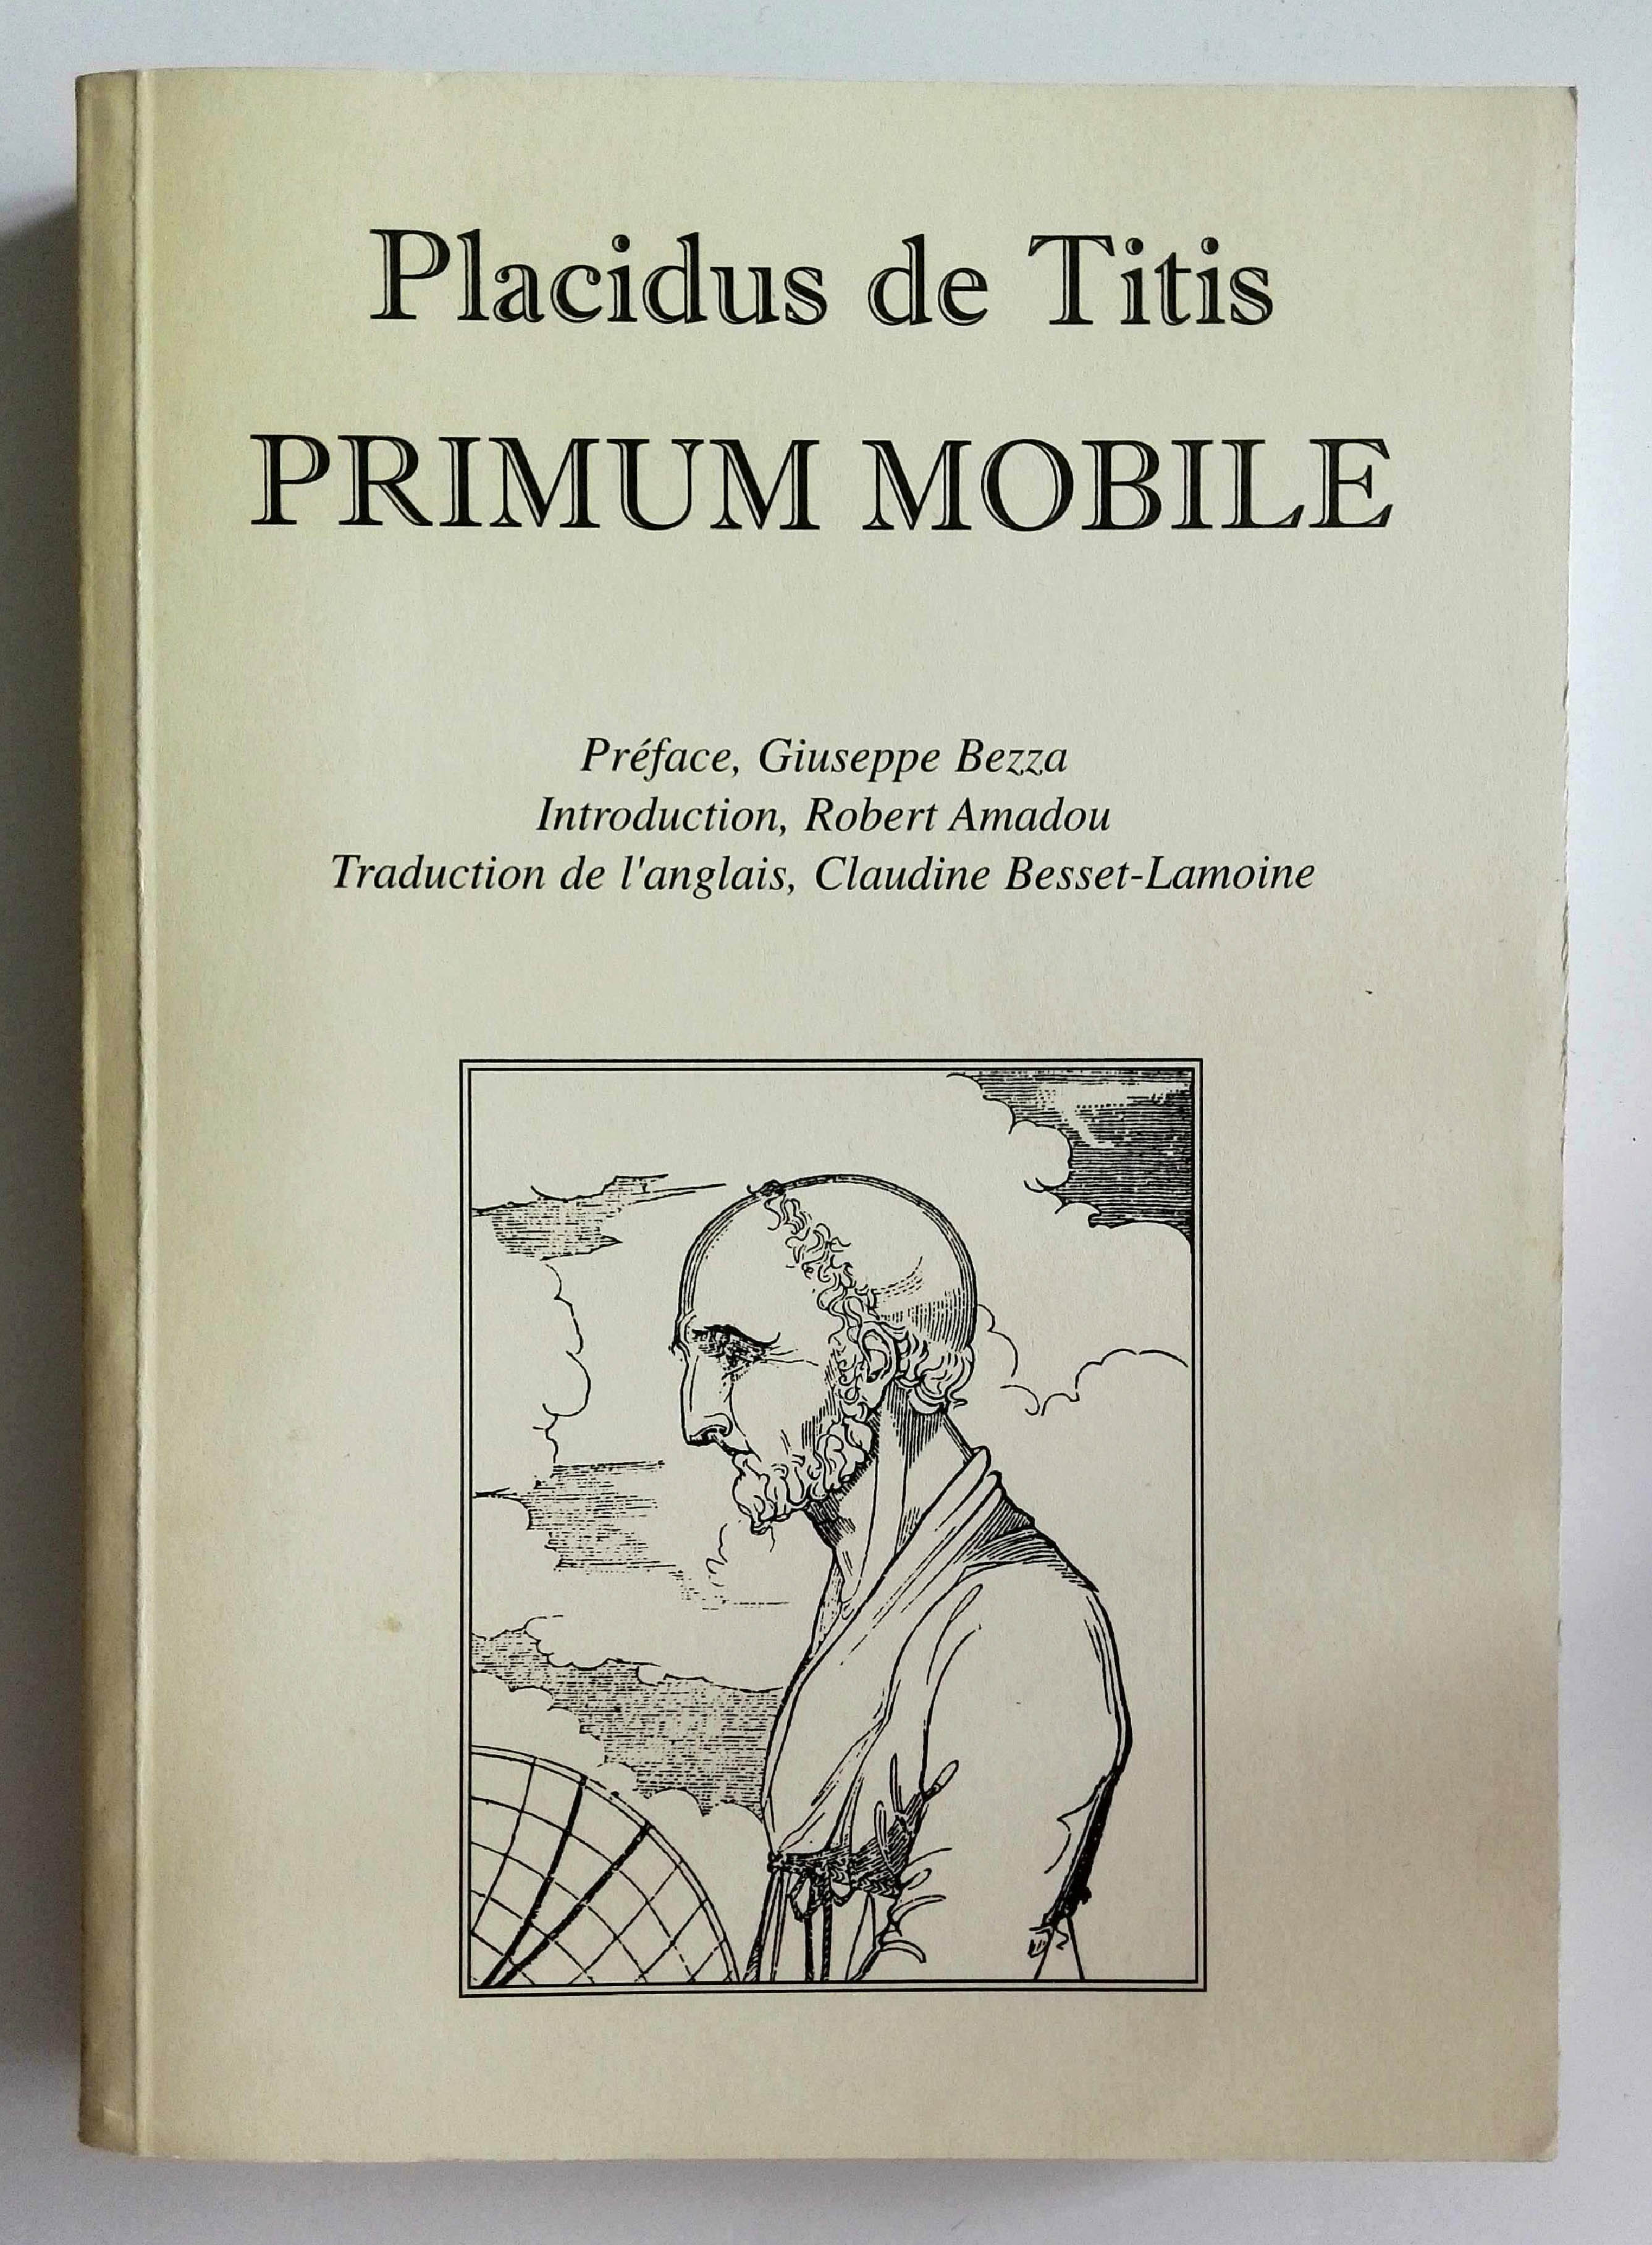 Placidus de Titis
PRIMUM MOBILE
Préface, Giuseppe Bezza
Introduction, Robert Amadou
Traduction de l'anglais, Claudine Besset-Lamoine